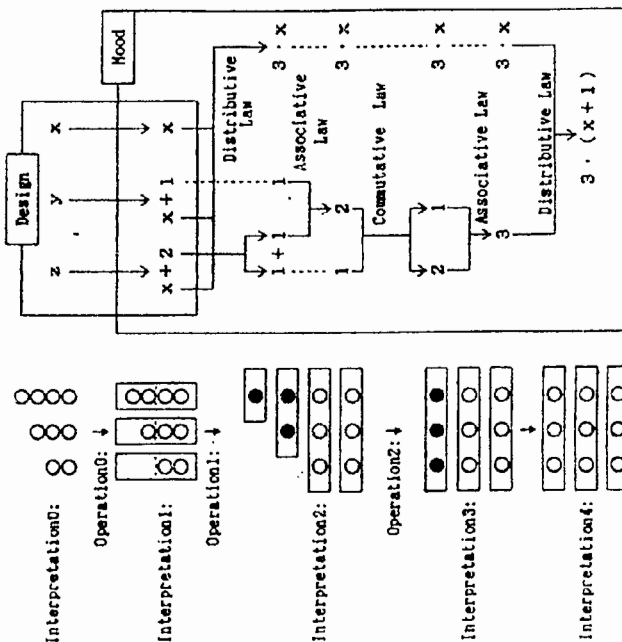 Design
Mood
Interpretation0:
z y x
Operation0:
Interpretation1:
x + 2 x + 1 x
Operation1:
Distributive
Law
1 + 1 1 3 · x
Associative
Law
Interpretation2:
1 2 3 · x
Commutative Law
Operation2:
2 1 3 · x
Interpretation3:
Associative Law
3 3 · x
Distributive Law
Interpretation4:
3 · (x+1)